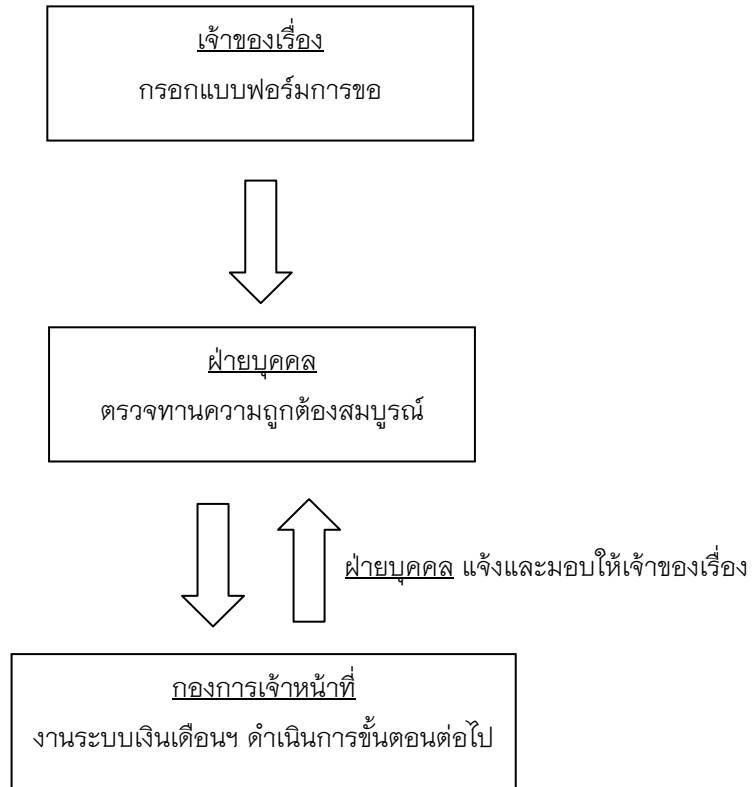 เจ้าของเรื่อง
กรอกแบบฟอร์มการขอ
ฝ่ายบุคคล
ตรวจทานความถูกต้องสมบูรณ์
ฝ่ายบุคคล แจ้งและมอบให้เจ้าของเรื่อง
กองการเจ้าหน้าที่
งานระบบเงินเดือนฯ ดำเนินการขั้นตอนต่อไป